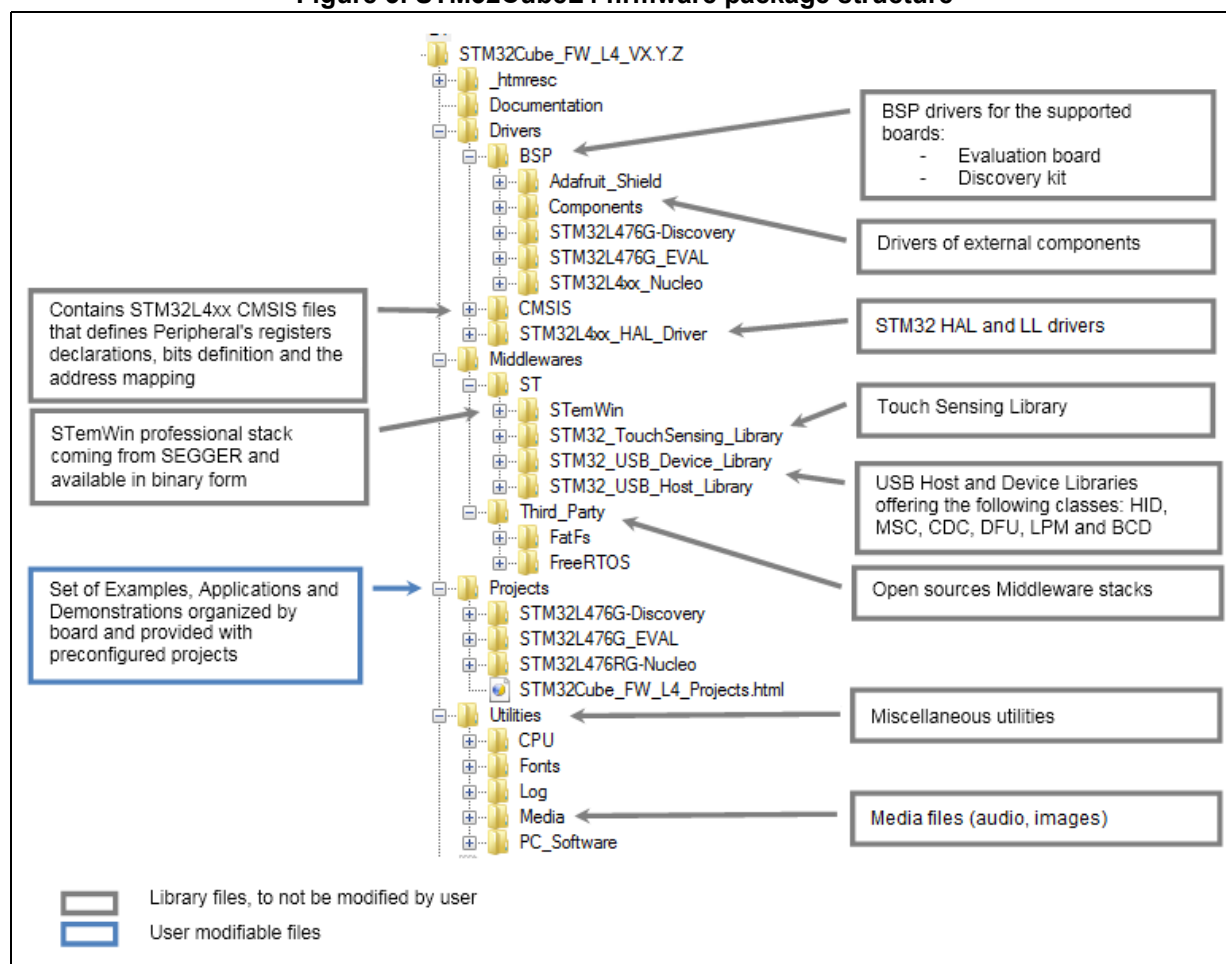 Figure 3. STM32CubeL4 firmware package structure
STM32Cube_FW_L4_VX.Y.Z
_htmresc
Documentation
Drivers
BSP
Adafruit_Shield
Components
STM32L476G-Discovery
STM32L476G_EVAL
STM32L4xx_Nucleo
CMSIS
STM32L4xx_HAL_Driver
Middlewares
ST
STemWin
STM32_TouchSensing_Library
STM32_USB_Device_Library
STM32_USB_Host_Library
Third_Party
FatFs
FreeRTOS
Projects
STM32L476G-Discovery
STM32L476G_EVAL
STM32L476RG-Nucleo
STM32Cube_FW_L4_Projects.html
Utilities
CPU
Fonts
Log
Media
PC_Software
Contains STM32L4xx CMSIS files
that defines Peripheral's registers
declarations, bits definition and the
address mapping
STemWin professional stack
coming from SEGGER and
available in binary form
Set of Examples, Applications and
Demonstrations organized by
board and provided with
preconfigured projects
BSP drivers for the supported
boards:
- Evaluation board
- Discovery kit
Drivers of external components
STM32 HAL and LL drivers
Touch Sensing Library
USB Host and Device Libraries
offering the following classes: HID,
MSC, CDC, DFU, LPM and BCD
Open sources Middleware stacks
Miscellaneous utilities
Media files (audio, images)
Library files, to not be modified by user
User modifiable files